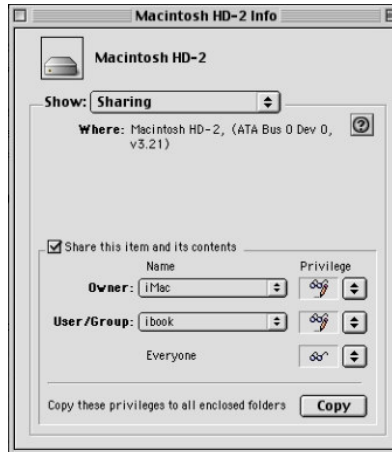 Macintosh HD-2 Info
Macintosh HD-2
Show: Sharing
Where: Macintosh HD-2, (ATA Bus 0 Dev 0,
v3.21)
?
Share this item and its contents
Name Privilege
Owner: iMac
User/Group: ibook
Everyone
Copy these privileges to all enclosed folders Copy